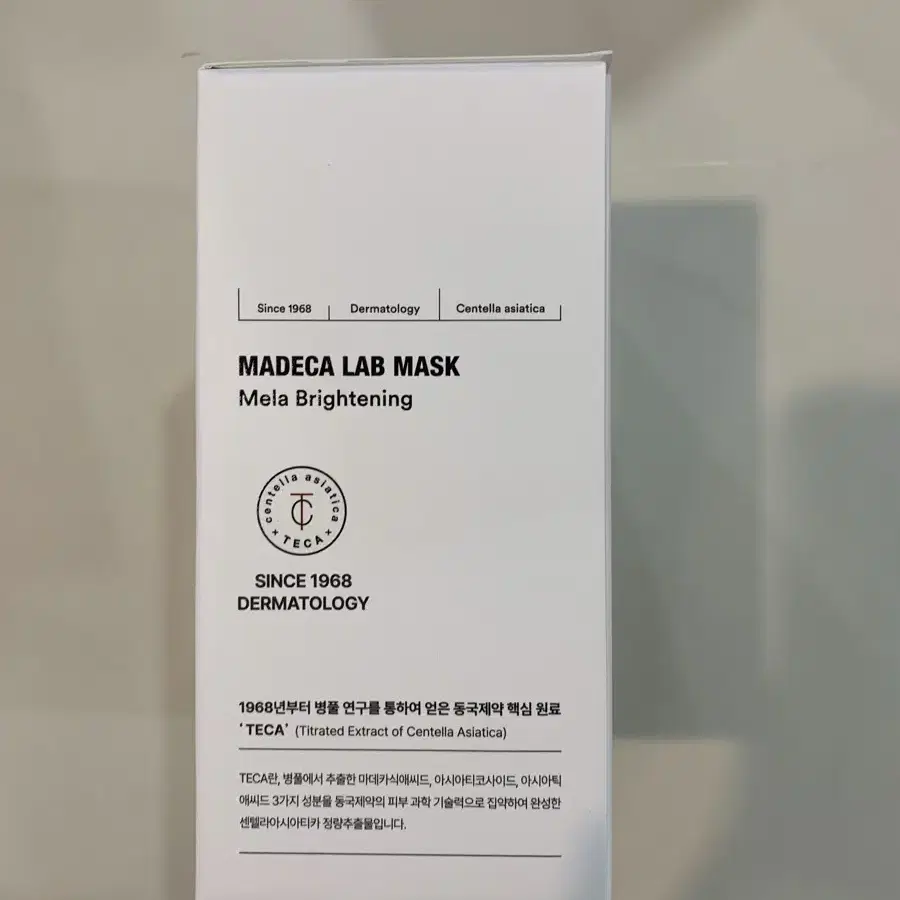 Since 1968 Dermatology Centella asiatica
MADECA LAB MASK
Mela Brightening
centella asiatica
TC
× TECA ×
SINCE 1968
DERMATOLOGY
1968년부터 병풀 연구를 통하여 얻은 동국제약 핵심 원료
'TECA' (Titrated Extract of Centella Asiatica)
TECA란, 병풀에서 추출한 마데카식애씨드, 아시아티코사이드, 아시아틱
애씨드 3가지 성분을 동국제약의 피부 과학 기술력으로 집약하여 완성한
센텔라아시아티카 정량추출물입니다.